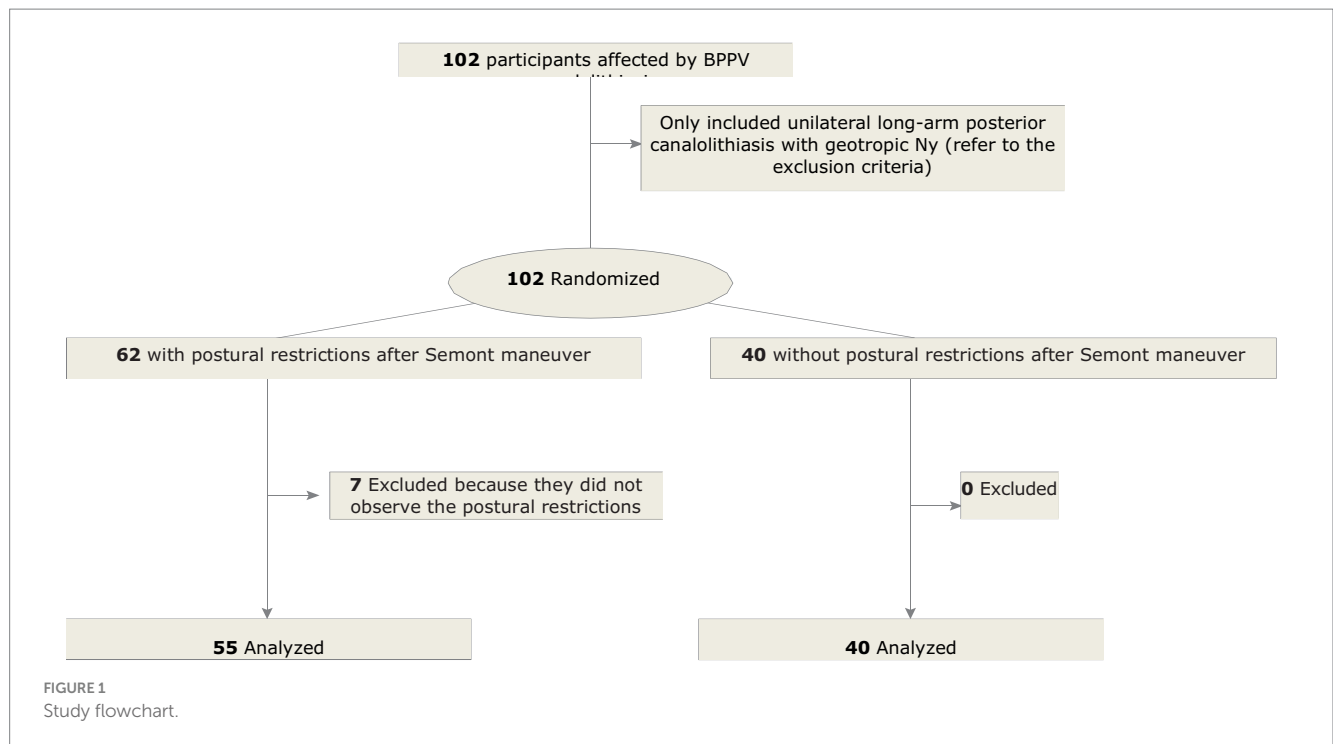 102 participants affected by BPPV
Only included unilateral long-arm posterior
canalolithiasis with geotropic Ny (refer to the
exclusion criteria)
102 Randomized
62 with postural restrictions after Semont maneuver
40 without postural restrictions after Semont maneuver
7 Excluded because they did not
observe the postural restrictions
0 Excluded
55 Analyzed
40 Analyzed
FIGURE 1
Study flowchart.